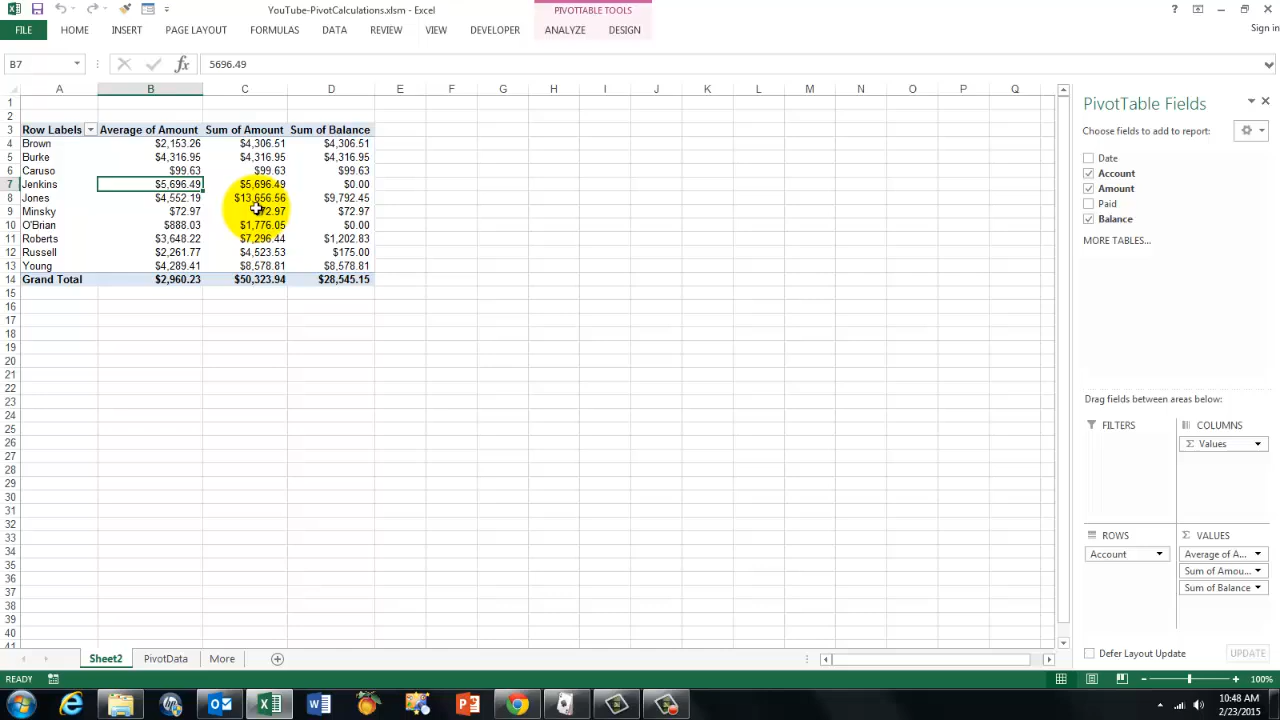 YouTube-PivotCalculations.xlsm - Excel
PIVOTTABLE TOOLS
?
FILE HOME INSERT PAGE LAYOUT FORMULAS DATA REVIEW VIEW DEVELOPER ANALYZE DESIGN Sign in
B7 fx 5696.49
A B C D E F G H I J K L M N O P Q
1
2
3 Row Labels Average of Amount Sum of Amount Sum of Balance
4 Brown $2,153.26 $4,306.51 $4,306.51
5 Burke $4,316.95 $4,316.95 $4,316.95
6 Caruso $99.63 $99.63 $99.63
7 Jenkins $5,696.49 $5,696.49 $0.00
8 Jones $4,552.19 $13,656.56 $9,792.45
9 Minsky $72.97 $72.97 $72.97
10 O'Brian $888.03 $1,776.05 $0.00
11 Roberts $3,648.22 $7,296.44 $1,202.83
12 Russell $2,261.77 $4,523.53 $175.00
13 Young $4,289.41 $8,578.81 $8,578.81
14 Grand Total $2,960.23 $50,323.94 $28,545.15
15
16
17
18
19
20
21
22
23
24
25
26
27
28
29
30
31
32
33
34
35
36
37
38
39
40
41
PivotTable Fields
Choose fields to add to report:
Date
Account
Amount
Paid
Balance
MORE TABLES...
Drag fields between areas below:
FILTERS COLUMNS
Σ Values
ROWS Σ VALUES
Account Average of A...
Sum of Amou...
Sum of Balance
Defer Layout Update UPDATE
Sheet2 PivotData More
READY 100%
10:48 AM
2/23/2015